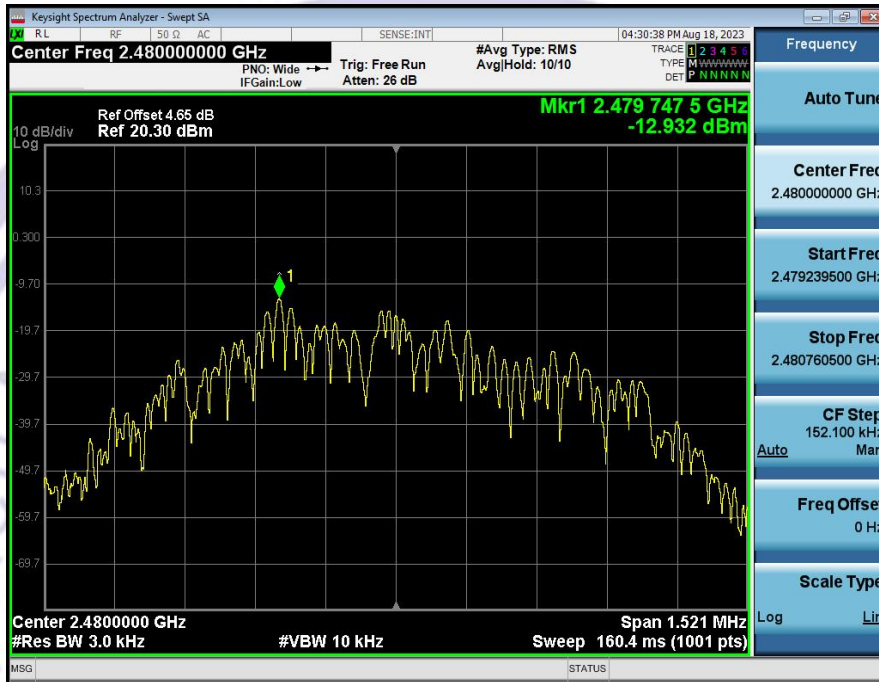 Keysight Spectrum Analyzer - Swept SA
LXI RL RF 50 Ω AC SENSE:INT 04:30:38 PM Aug 18, 2023
Center Freq 2.480000000 GHz
PNO: Wide
IFGain:Low
Trig: Free Run
Atten: 26 dB
#Avg Type: RMS
Avg|Hold: 10/10
TRACE 1 2 3 4 5 6
TYPE M WWWWW
DET P N N N N N
Mkr1 2.479 747 5 GHz
-12.932 dBm
Ref Offset 4.65 dB
10 dB/div Ref 20.30 dBm
Log
10.3
0.300
-9.70
-19.7
-29.7
-39.7
-49.7
-59.7
-69.7
1
Center 2.4800000 GHz Span 1.521 MHz
#Res BW 3.0 kHz #VBW 10 kHz Sweep 160.4 ms (1001 pts)
MSG STATUS
Frequency
Auto Tune
Center Freq
2.480000000 GHz
Start Freq
2.479239500 GHz
Stop Freq
2.480760500 GHz
CF Step
152.100 kHz
Auto Man
Freq Offset
0 Hz
Scale Type
Log Lin